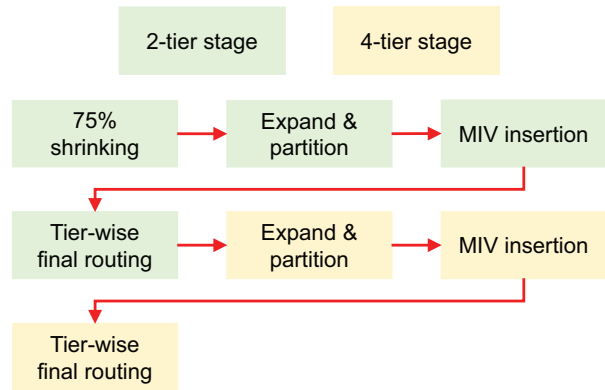 2-tier stage
4-tier stage
75%
shrinking
Expand &
partition
MIV insertion
Tier-wise
final routing
Expand &
partition
MIV insertion
Tier-wise
final routing